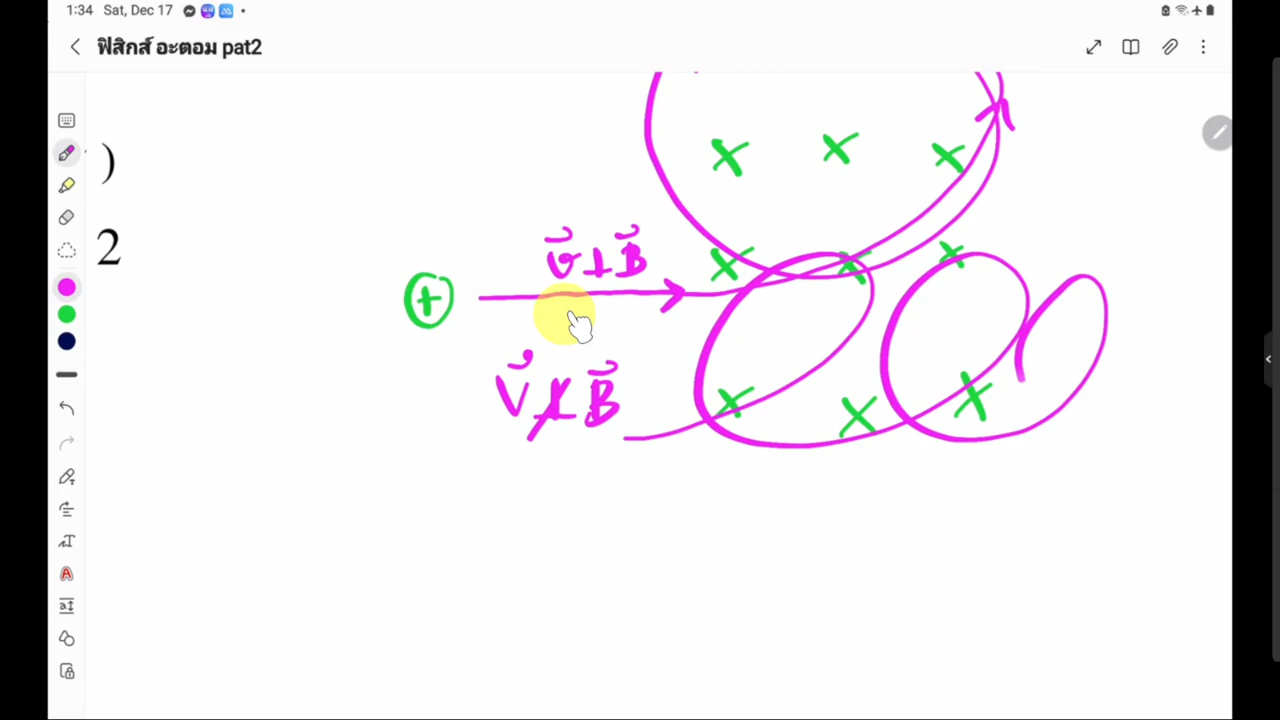 1:34 Sat, Dec 17
ฟิสิกส์ อะตอม pat2
)
2
v⊥B
+
V⊥̸B